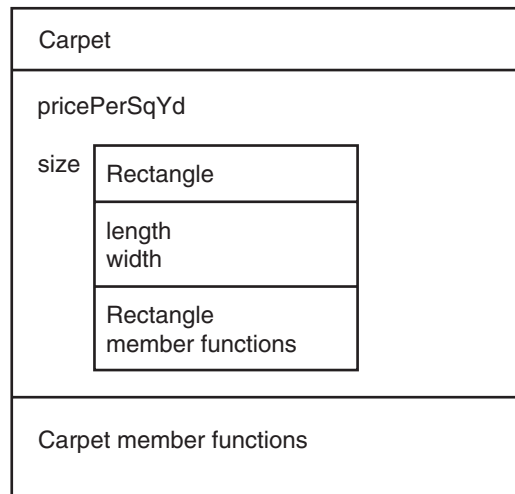 Carpet
pricePerSqYd
size
Rectangle
length
width
Rectangle
member functions
Carpet member functions